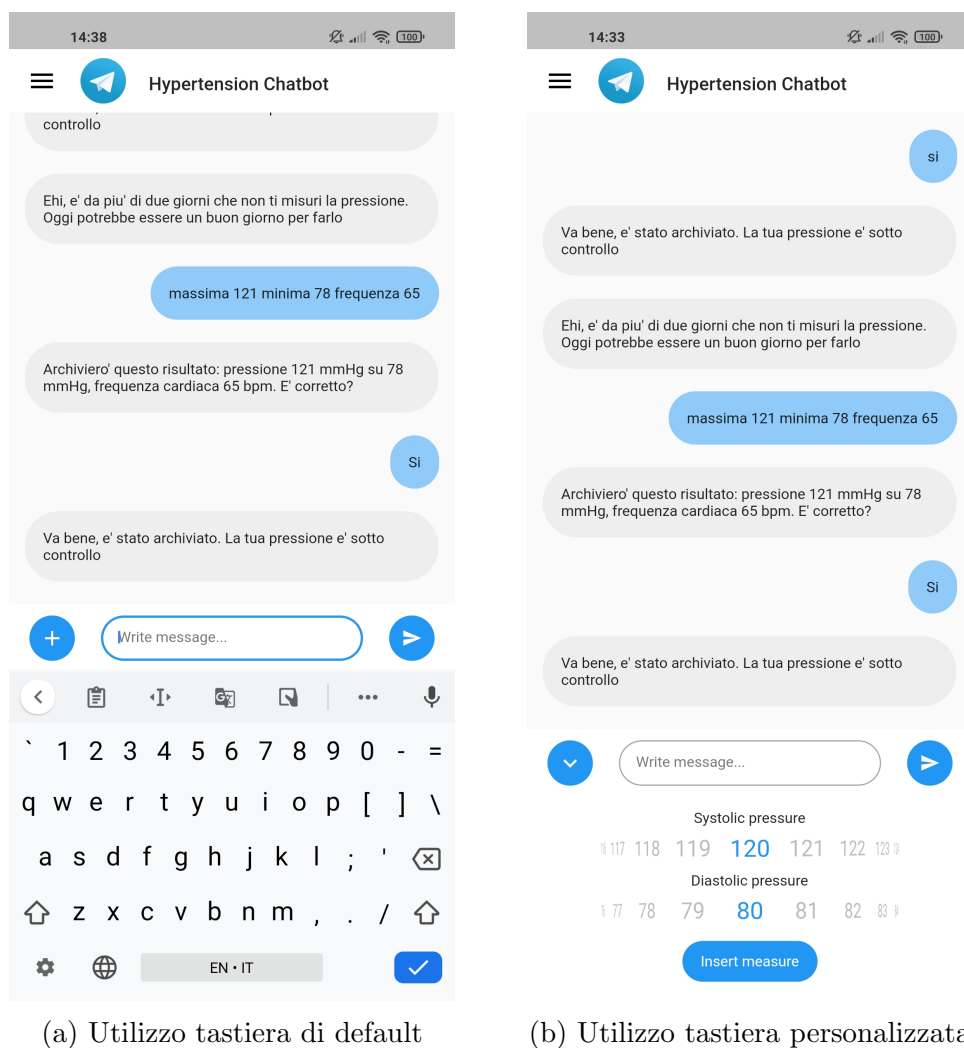 14:38
100
Hypertension Chatbot
controllo
Ehi, e' da piu' di due giorni che non ti misuri la pressione.
Oggi potrebbe essere un buon giorno per farlo
massima 121 minima 78 frequenza 65
Archiviero' questo risultato: pressione 121 mmHg su 78
mmHg, frequenza cardiaca 65 bpm. E' corretto?
Si
Va bene, e' stato archiviato. La tua pressione e' sotto
controllo
Write message...
` 1 2 3 4 5 6 7 8 9 0 - =
q w e r t y u i o p [ ] \
a s d f g h j k l ; '
z x c v b n m , . /
EN • IT
(a) Utilizzo tastiera di default
14:33
100
Hypertension Chatbot
si
Va bene, e' stato archiviato. La tua pressione e' sotto
controllo
Ehi, e' da piu' di due giorni che non ti misuri la pressione.
Oggi potrebbe essere un buon giorno per farlo
massima 121 minima 78 frequenza 65
Archiviero' questo risultato: pressione 121 mmHg su 78
mmHg, frequenza cardiaca 65 bpm. E' corretto?
Si
Va bene, e' stato archiviato. La tua pressione e' sotto
controllo
Write message...
Systolic pressure
117 118 119 120 121 122 123
Diastolic pressure
77 78 79 80 81 82 83
Insert measure
(b) Utilizzo tastiera personalizzata